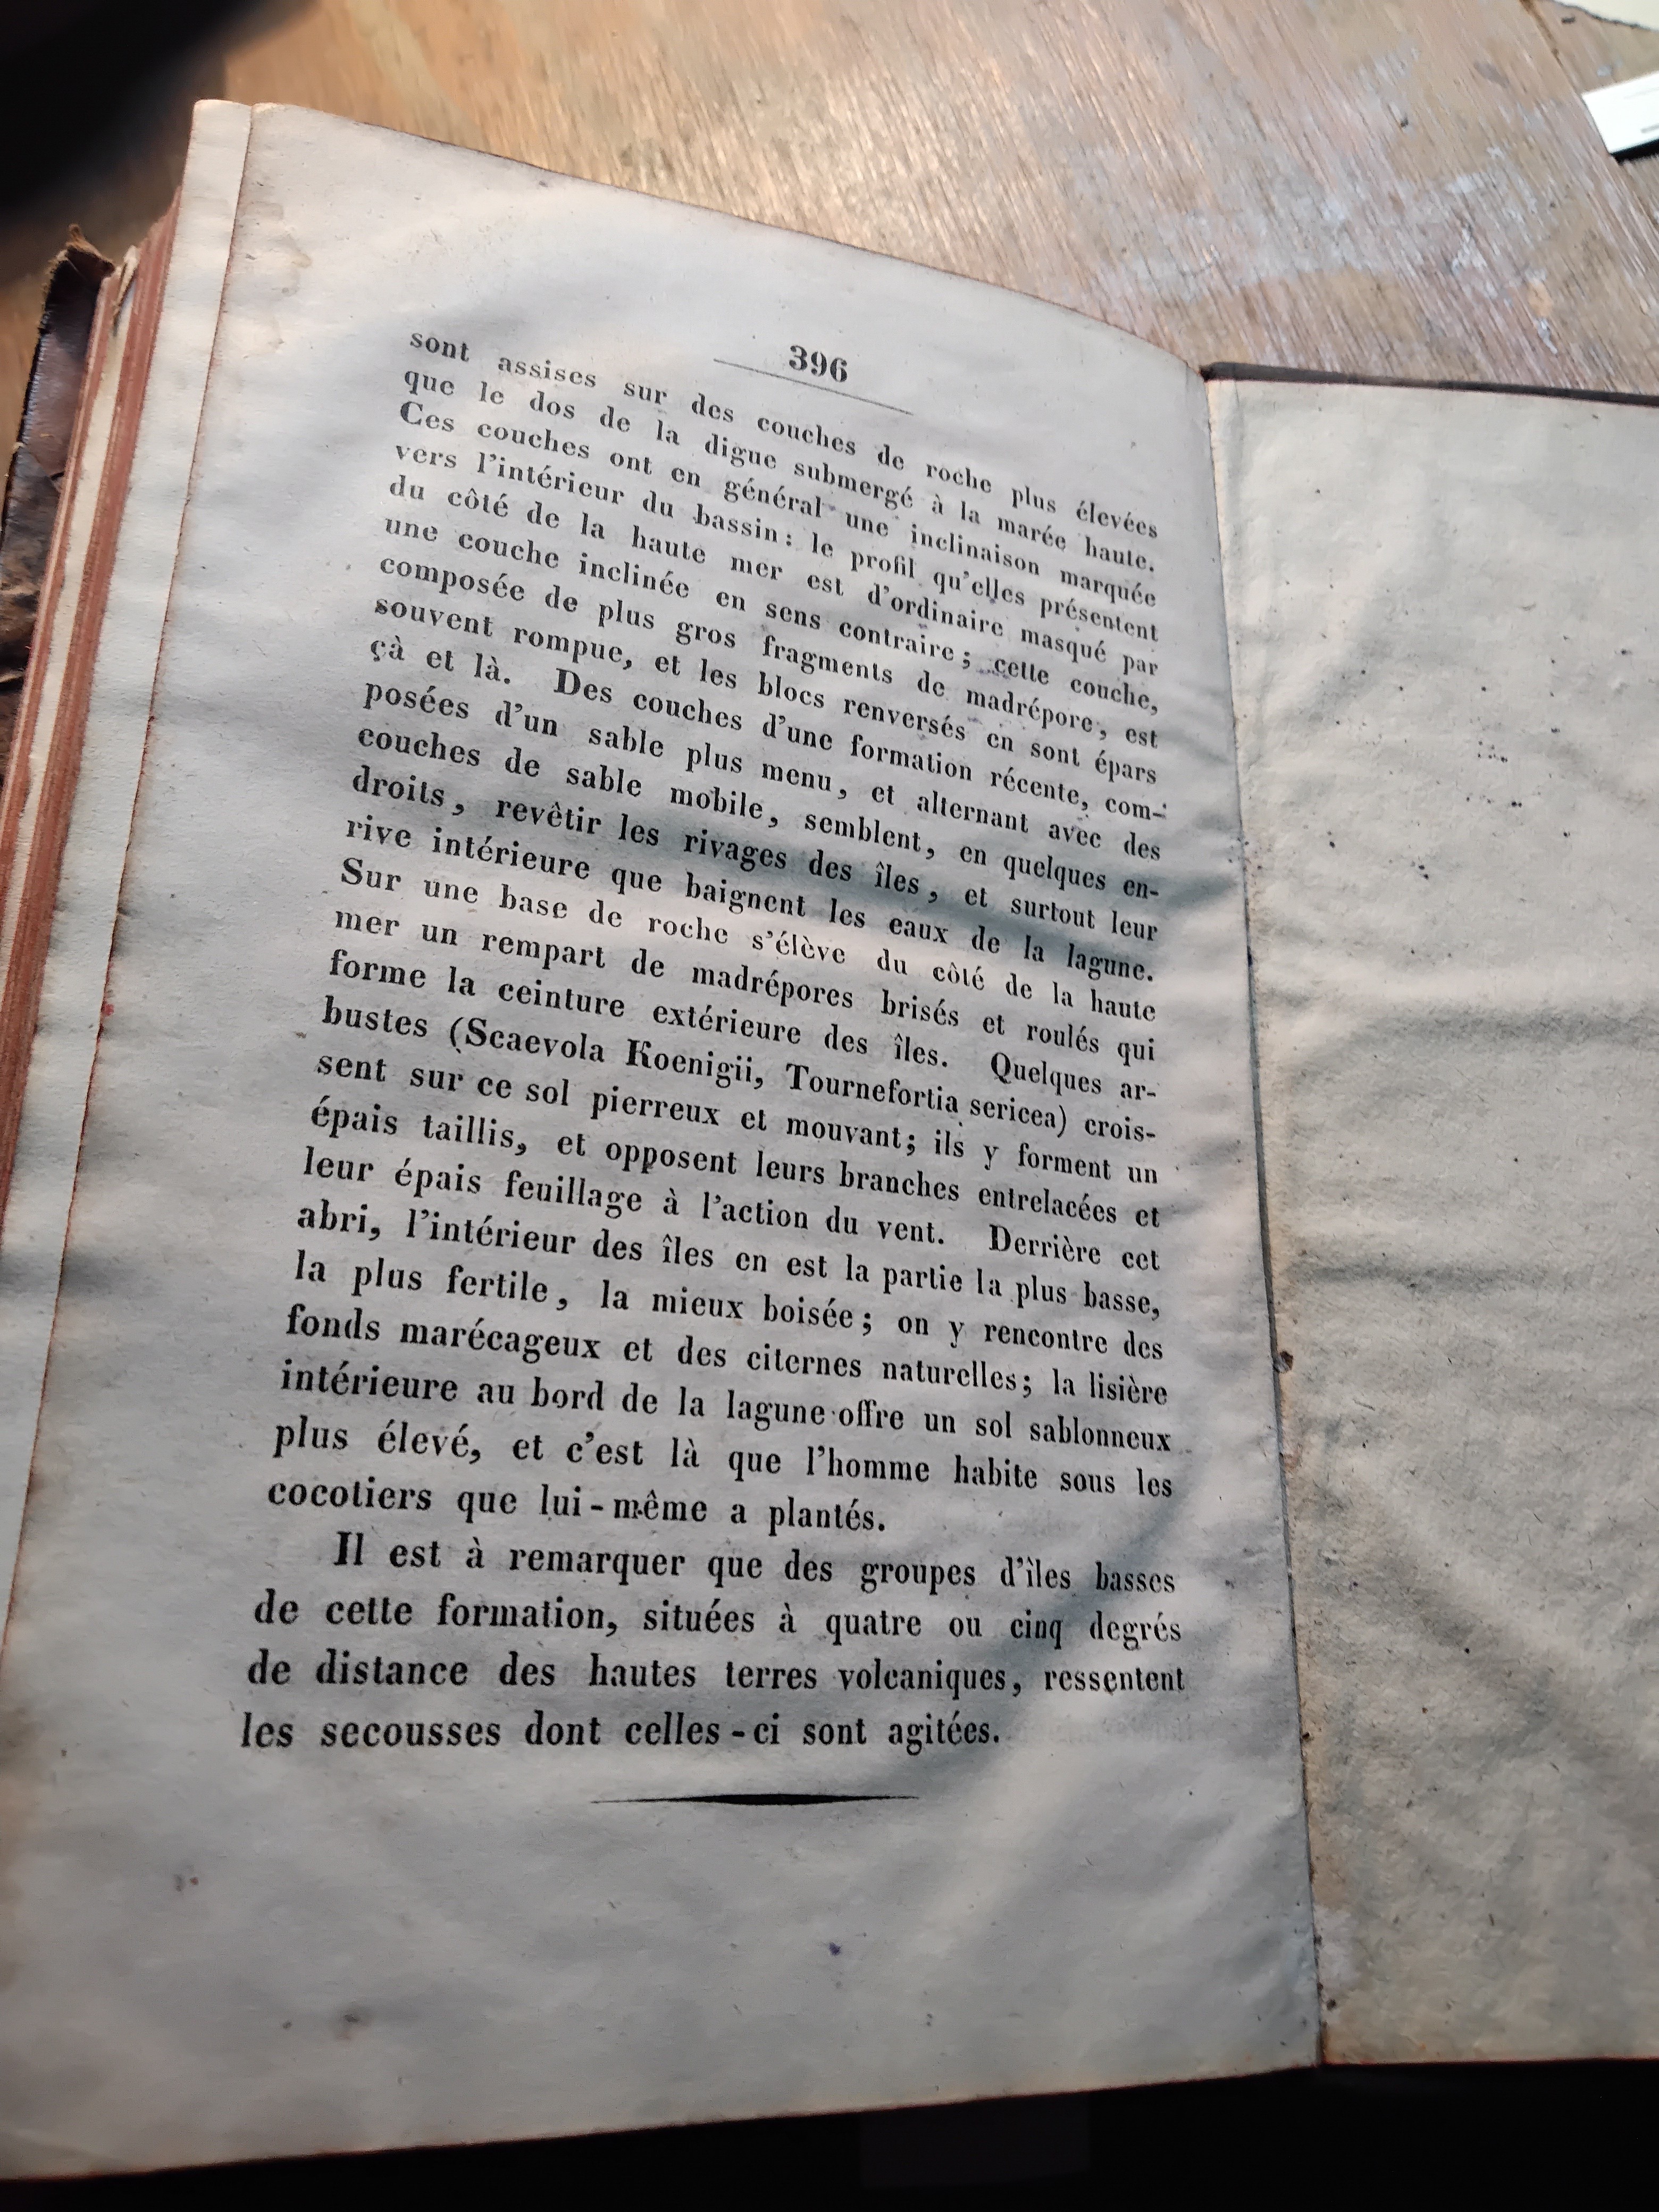 396
sont assises sur des couches de roche plus élevées
que le dos de la digue submergé à la marée haute.
Ces couches ont en général une inclinaison marquée
vers l'intérieur du bassin: le profil qu'elles présentent
du côté de la haute mer est d'ordinaire masqué par
une couche inclinée en sens contraire; cette couche,
composée de plus gros fragments de madrépore, est
souvent rompue, et les blocs renversés en sont épars
çà et là. Des couches d'une formation récente, com-
posées d'un sable plus menu, et alternant avec des
couches de sable mobile, semblent, en quelques en-
droits, revêtir les rivages des îles, et surtout leur
rive intérieure que baignent les eaux de la lagune.
Sur une base de roche s'élève du côté de la haute
mer un rempart de madrépores brisés et roulés qui
forme la ceinture extérieure des îles. Quelques ar-
bustes (Scaevola Koenigii, Tournefortia sericea) crois-
sent sur ce sol pierreux et mouvant; ils y forment un
épais taillis, et opposent leurs branches entrelacées et
leur épais feuillage à l'action du vent. Derrière cet
abri, l'intérieur des îles en est la partie la plus basse,
la plus fertile, la mieux boisée; on y rencontre des
fonds marécageux et des citernes naturelles; la lisière
intérieure au bord de la lagune offre un sol sablonneux
plus élevé, et c'est là que l'homme habite sous les
cocotiers que lui-même a plantés.
Il est à remarquer que des groupes d'îles basses
de cette formation, situées à quatre ou cinq degrés
de distance des hautes terres volcaniques, ressentent
les secousses dont celles-ci sont agitées.